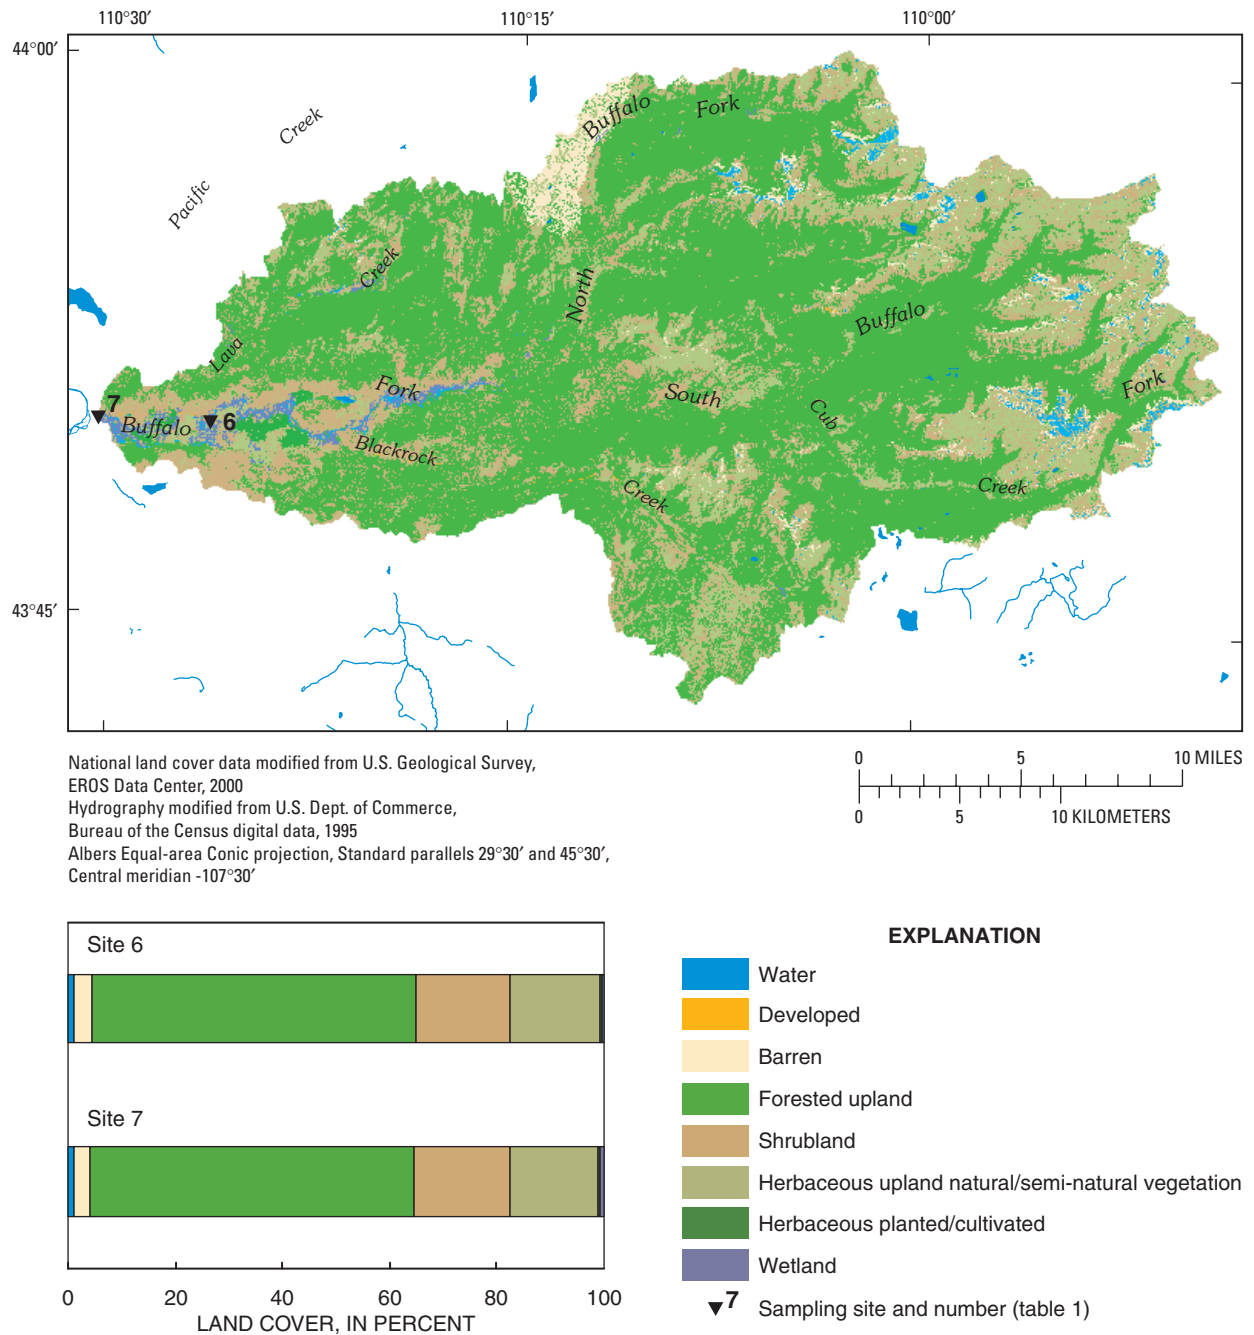 110°30′
110°15′
110°00′
44°00′
43°45′
Creek
Pacific
Buffalo
Fork
Creek
North
Lava
Buffalo
Fork
South
Cub
Fork
7
Buffalo
6
Blackrock
Creek
Creek
National land cover data modified from U.S. Geological Survey,
EROS Data Center, 2000
Hydrography modified from U.S. Dept. of Commerce,
Bureau of the Census digital data, 1995
Albers Equal-area Conic projection, Standard parallels 29°30′ and 45°30′,
Central meridian -107°30′
0 5 10 MILES
0 5 10 KILOMETERS
Site 6
Site 7
0 20 40 60 80 100
LAND COVER, IN PERCENT
EXPLANATION
Water
Developed
Barren
Forested upland
Shrubland
Herbaceous upland natural/semi-natural vegetation
Herbaceous planted/cultivated
Wetland
7 Sampling site and number (table 1)